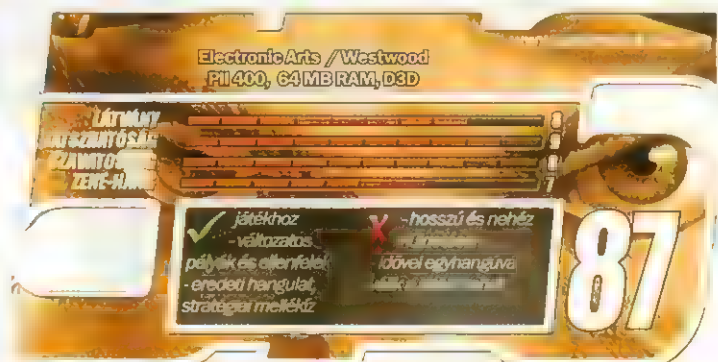 Electronic Arts / Westwood
PII 400, 64 MB RAM, D3D
LÁTVÁNY 8
8
8
ZENE-HANG 7
játékhoz
- változatos
pályák és ellenfelek
- eredeti hangulat,
stratégiai mellékíz
- hosszú és nehéz
idővel egyhangúvá
87